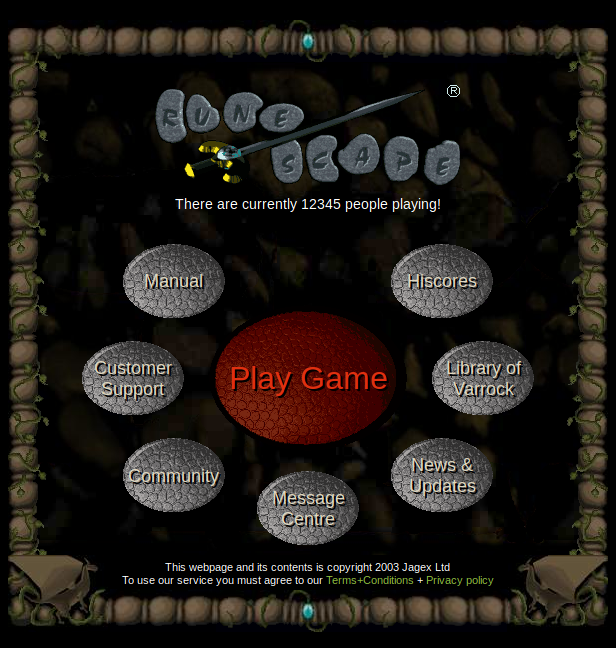 RUNE
SCAPE
®
There are currently 12345 people playing!
Manual
Hiscores
Customer
Support
Play Game
Library of
Varrock
Community
News &
Updates
Message
Centre
This webpage and its contents is copyright 2003 Jagex Ltd
To use our service you must agree to our Terms+Conditions + Privacy policy